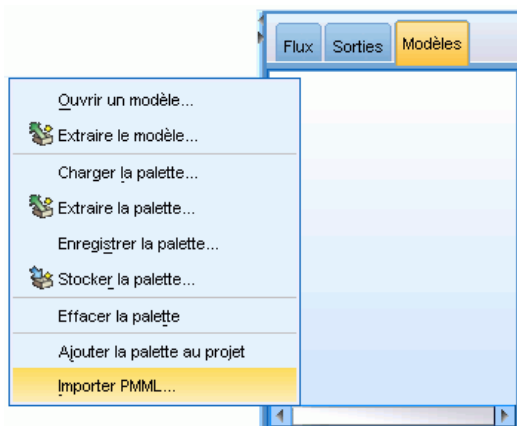 Flux Sorties Modèles
Ouvrir un modèle...
Extraire le modèle...
Charger la palette...
Extraire la palette...
Enregistrer la palette...
Stocker la palette...
Effacer la palette
Ajouter la palette au projet
Importer PMML...